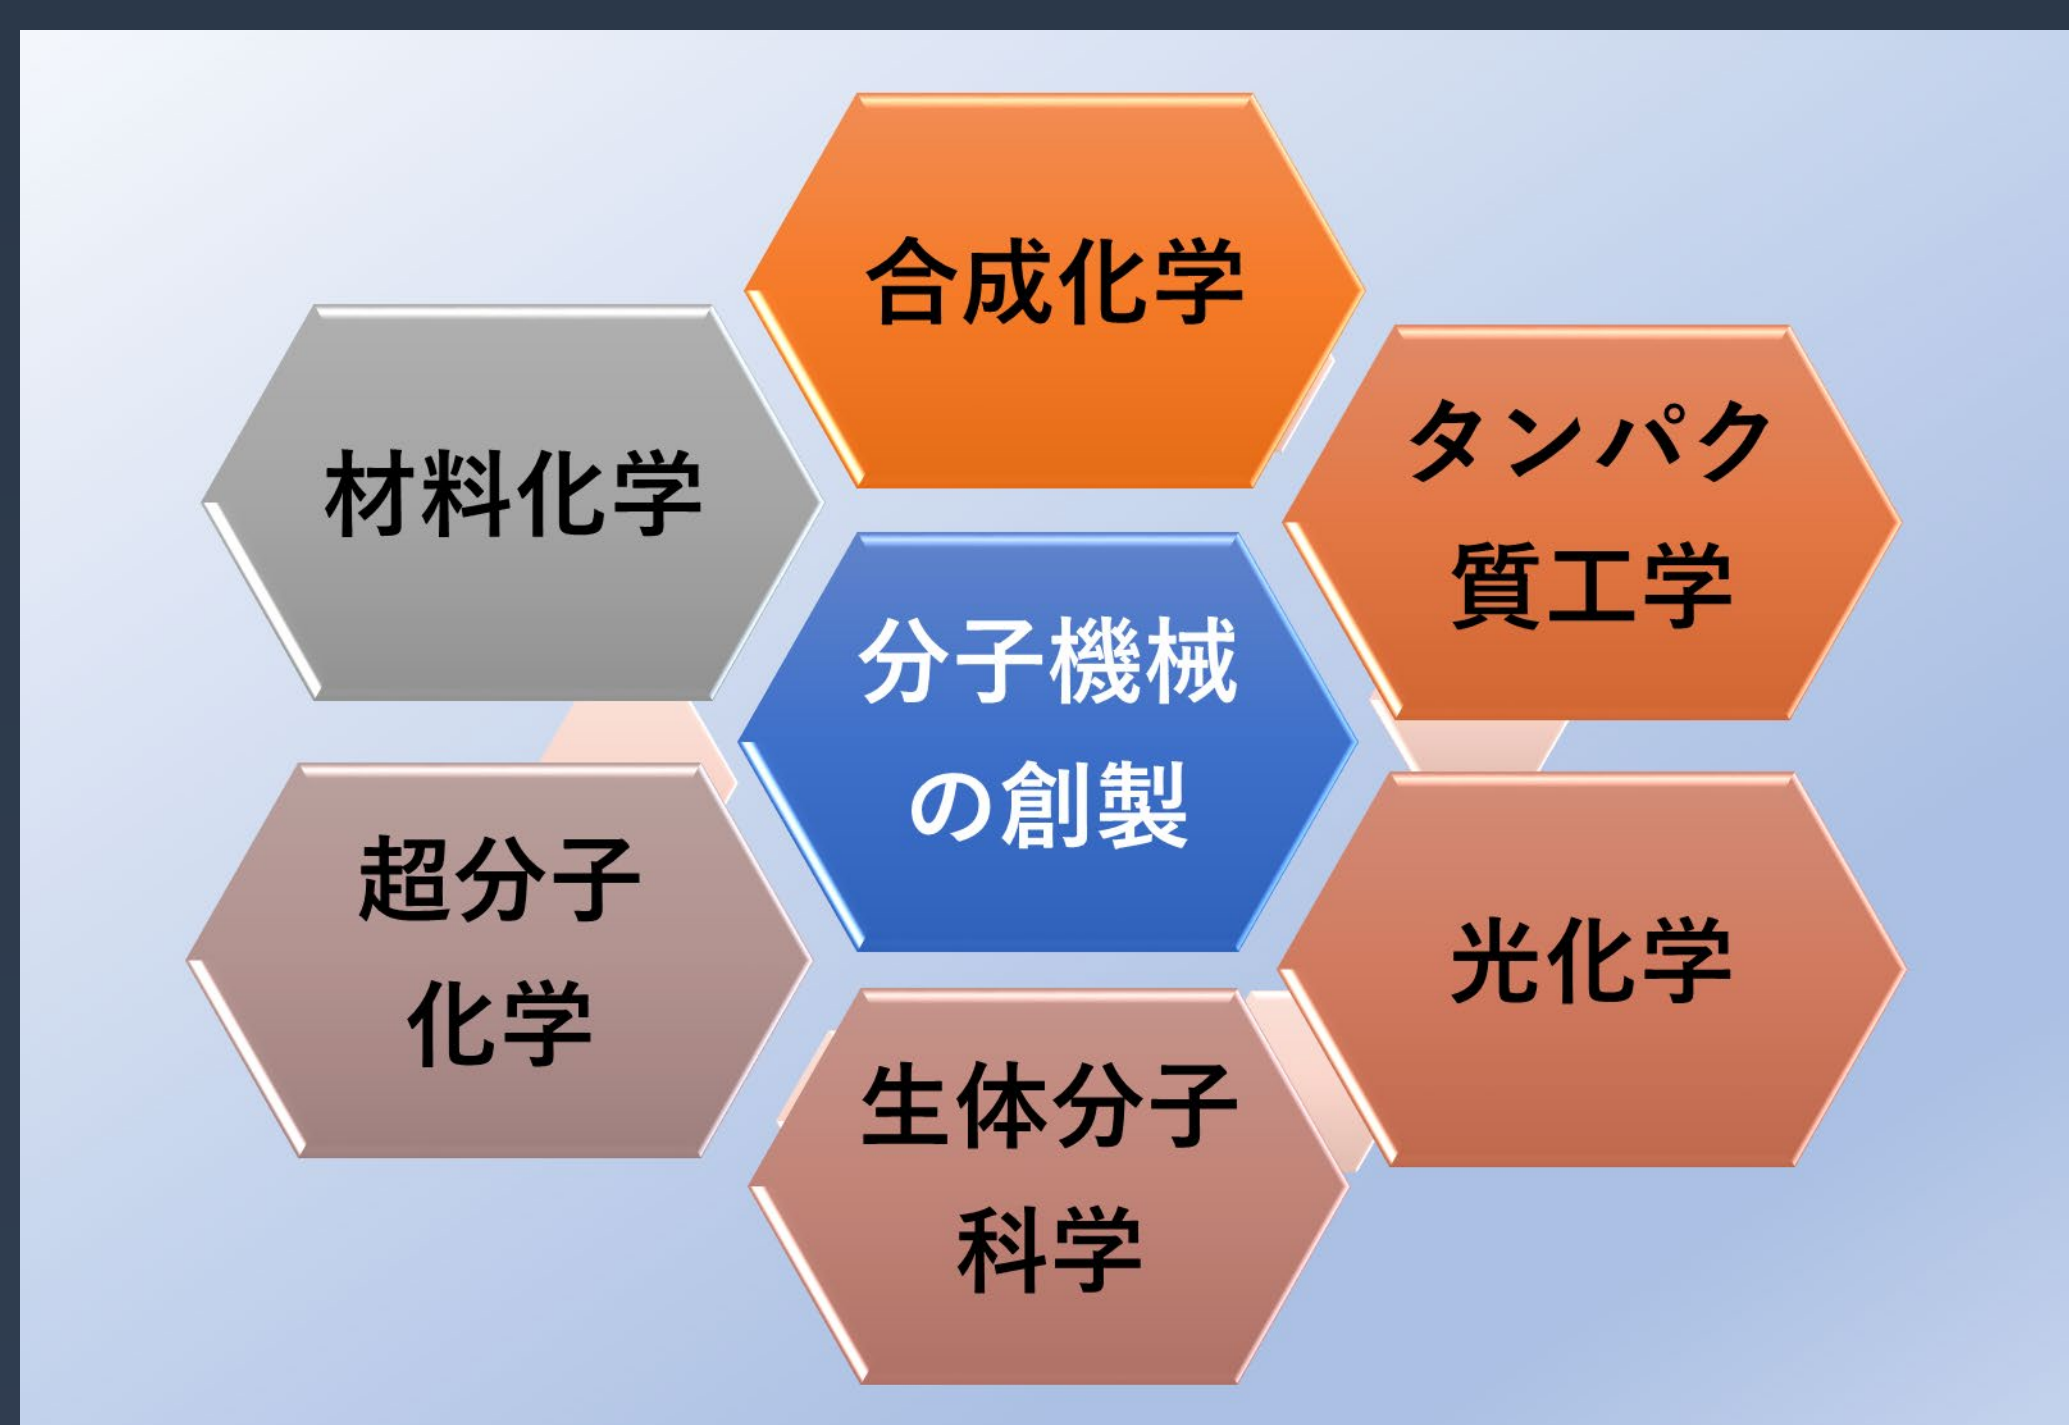 合成化学
タンパク
質工学
材料化学
分子機械
の創製
光化学
超分子
化学
生体分子
科学